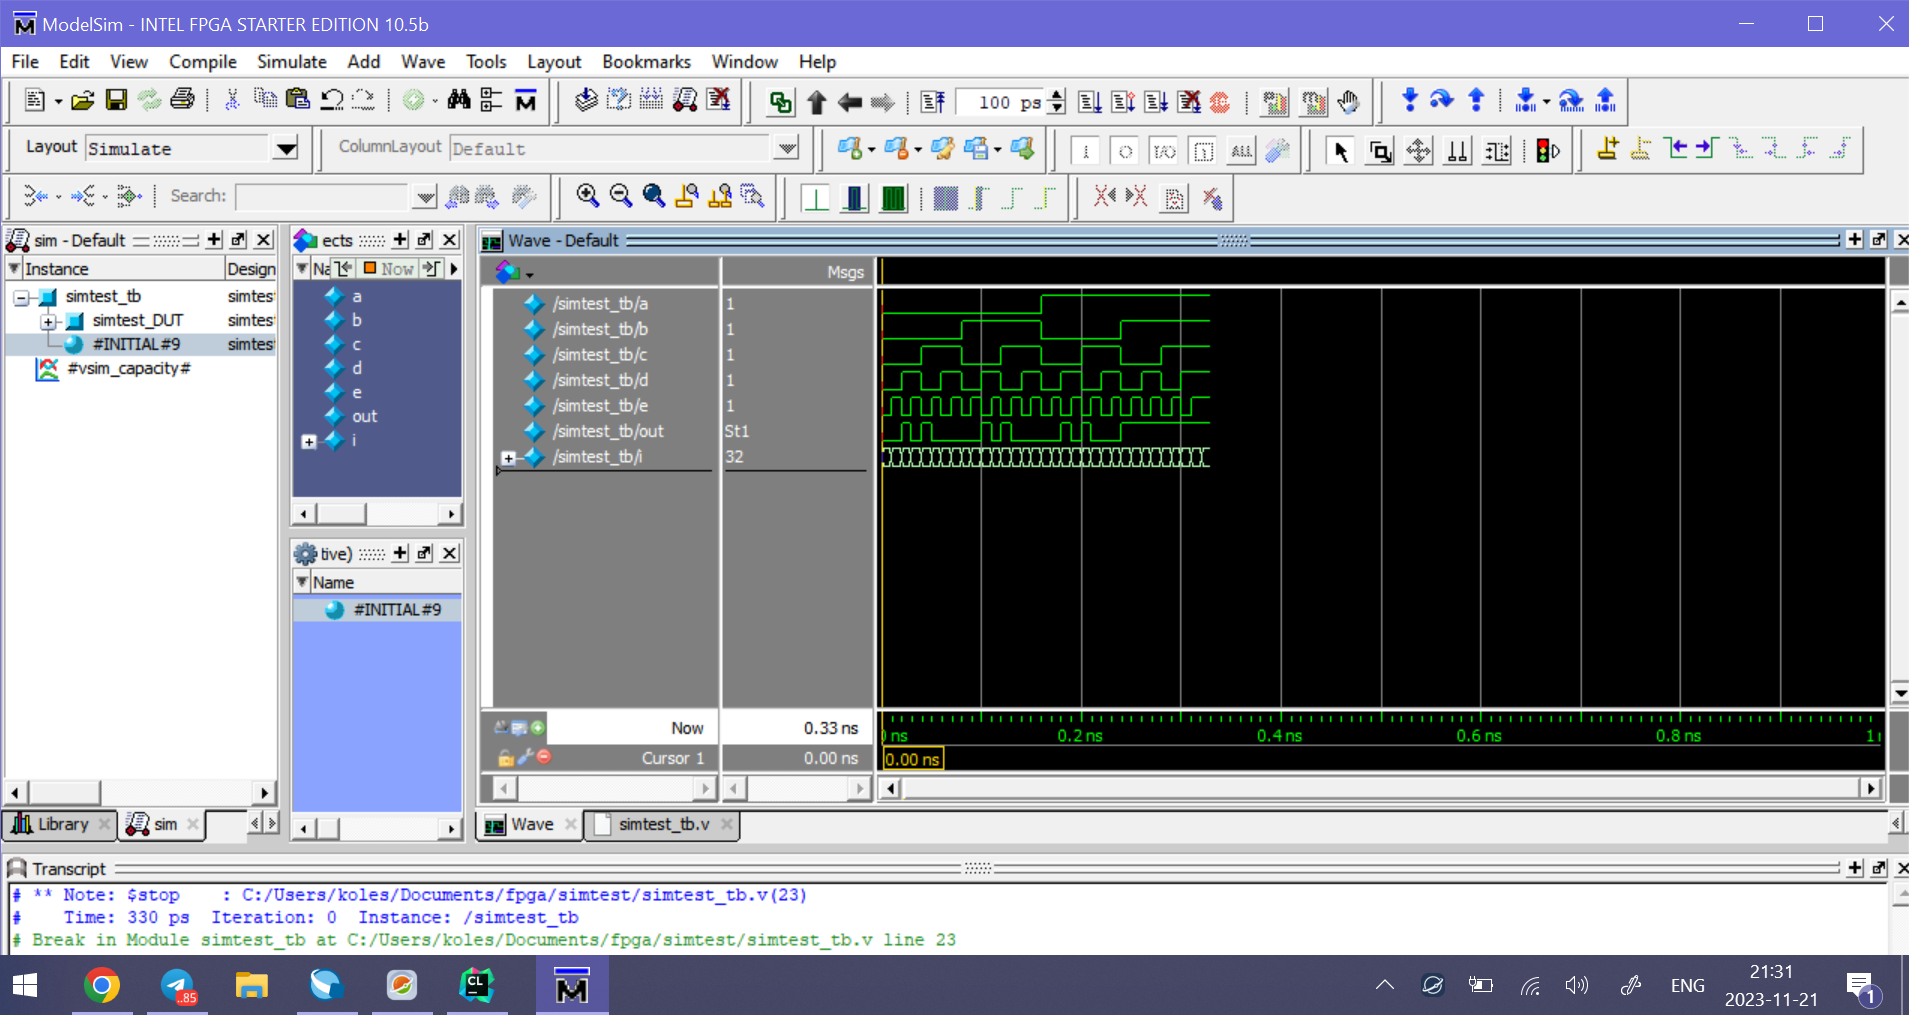 ModelSim - INTEL FPGA STARTER EDITION 10.5b
File Edit View Compile Simulate Add Wave Tools Layout Bookmarks Window Help
100 ps
Layout Simulate
ColumnLayout Default
ALL
Search:
sim - Default
Instance Design
simtest_tb simtes
simtest_DUT simtes
#INITIAL#9 simtes
#vsim_capacity#
Library
sim
ects
Now
a
b
c
d
e
out
i
tive)
Name
#INITIAL#9
Wave - Default
Msgs
/simtest_tb/a 1
/simtest_tb/b 1
/simtest_tb/c 1
/simtest_tb/d 1
/simtest_tb/e 1
/simtest_tb/out St1
/simtest_tb/i 32
Now 0.33 ns
Cursor 1 0.00 ns
ns 0.2 ns 0.4 ns 0.6 ns 0.8 ns 1
0.00 ns
Wave
simtest_tb.v
Transcript
# ** Note: $stop : C:/Users/koles/Documents/fpga/simtest/simtest_tb.v(23)
# Time: 330 ps Iteration: 0 Instance: /simtest_tb
# Break in Module simtest_tb at C:/Users/koles/Documents/fpga/simtest/simtest_tb.v line 23
..85
CL
M
ENG
21:31
2023-11-21
1